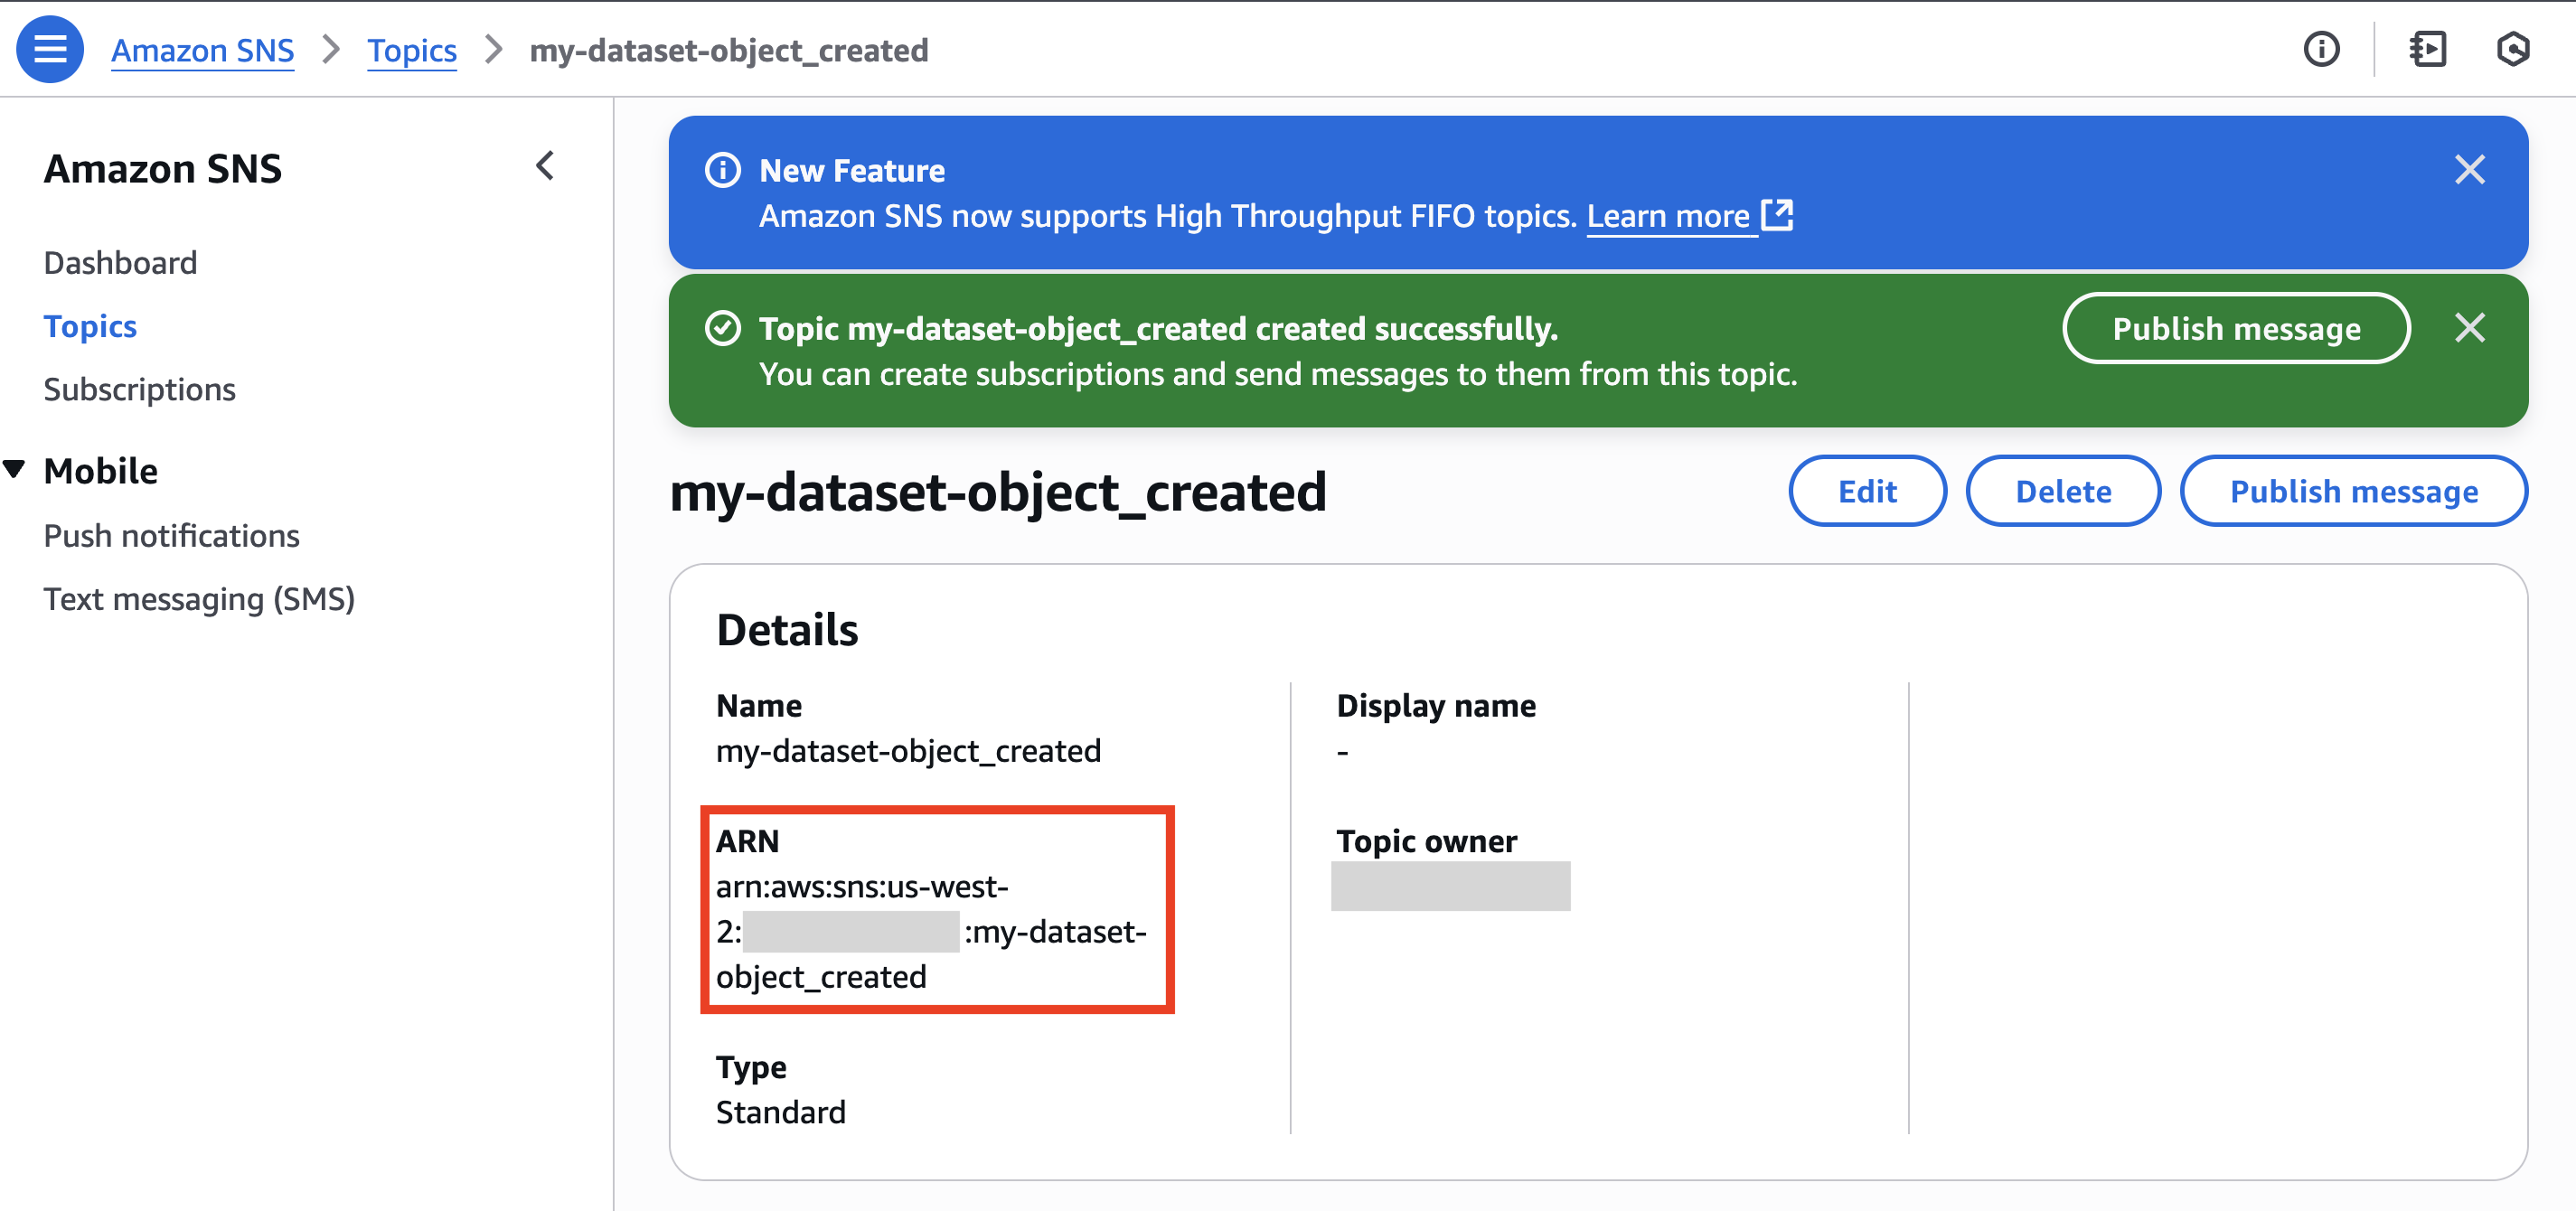 Amazon SNS > Topics > my-dataset-object_created
Amazon SNS
Dashboard
Topics
Subscriptions
Mobile
Push notifications
Text messaging (SMS)
New Feature
Amazon SNS now supports High Throughput FIFO topics. Learn more
Topic my-dataset-object_created created successfully.
You can create subscriptions and send messages to them from this topic.
Publish message
my-dataset-object_created
Edit
Delete
Publish message
Details
Name
my-dataset-object_created
ARN
arn:aws:sns:us-west-
2: :my-dataset-
object_created
Type
Standard
Display name
-
Topic owner